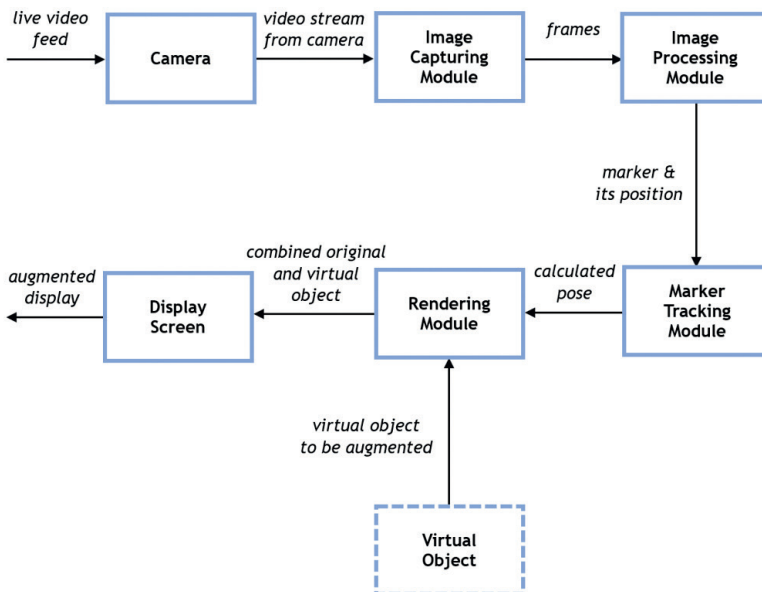 live video
feed
Camera
video stream
from camera
Image
Capturing
Module
frames
Image
Processing
Module
marker &
its position
augmented
display
Display
Screen
combined original
and virtual
object
Rendering
Module
calculated
pose
Marker
Tracking
Module
virtual object
to be augmented
Virtual
Object